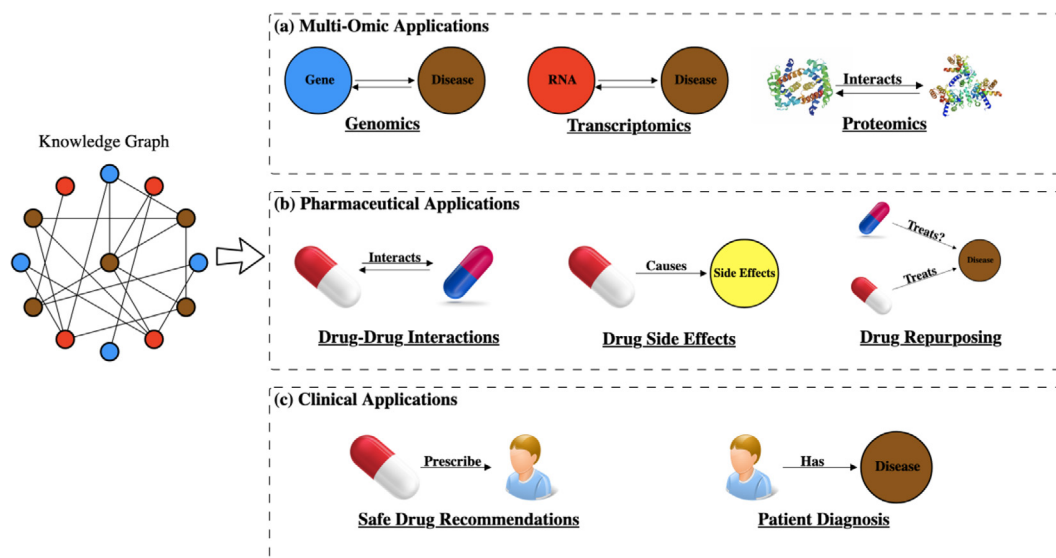 Knowledge Graph
(a) Multi-Omic Applications
Gene
Disease
Genomics
RNA
Disease
Transcriptomics
Interacts
Proteomics
(b) Pharmaceutical Applications
Interacts
Drug-Drug Interactions
Causes
Side Effects
Drug Side Effects
Treats?
Treats
Disease
Drug Repurposing
(c) Clinical Applications
Prescribe
Safe Drug Recommendations
Has
Disease
Patient Diagnosis